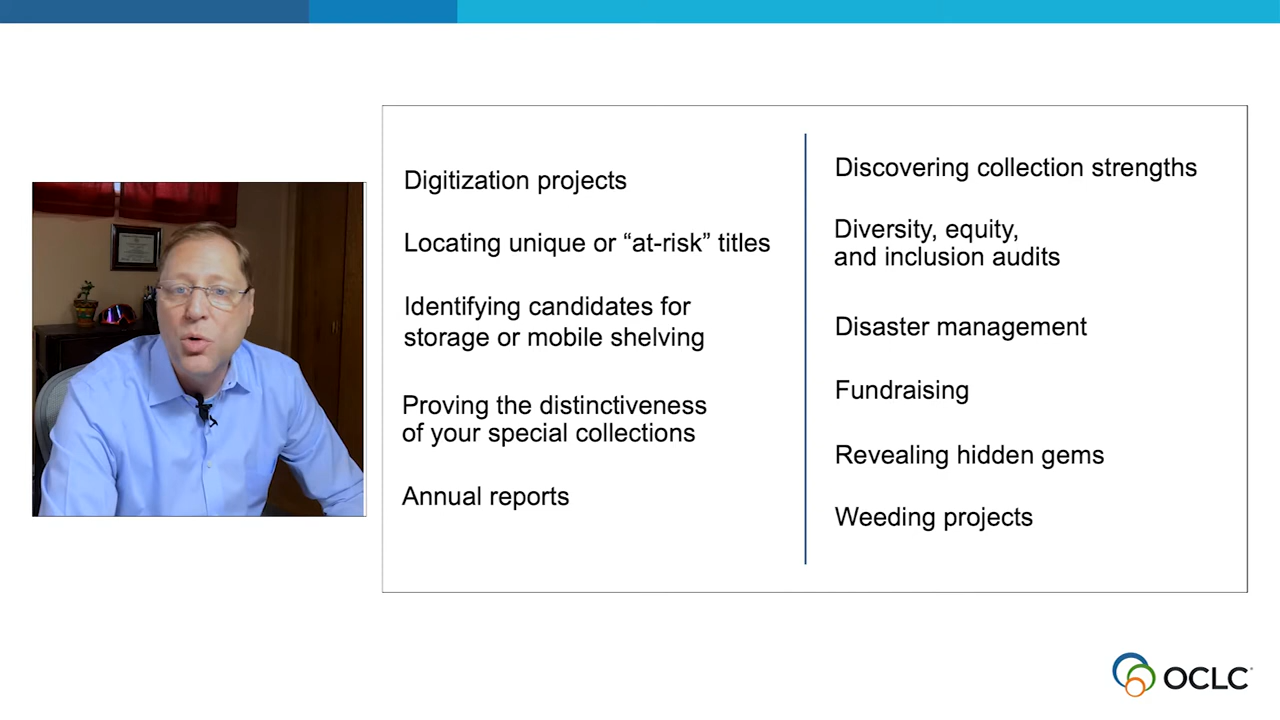 Digitization projects
Locating unique or “at-risk” titles
Identifying candidates for
storage or mobile shelving
Proving the distinctiveness
of your special collections
Annual reports
Discovering collection strengths
Diversity, equity,
and inclusion audits
Disaster management
Fundraising
Revealing hidden gems
Weeding projects
OCLC